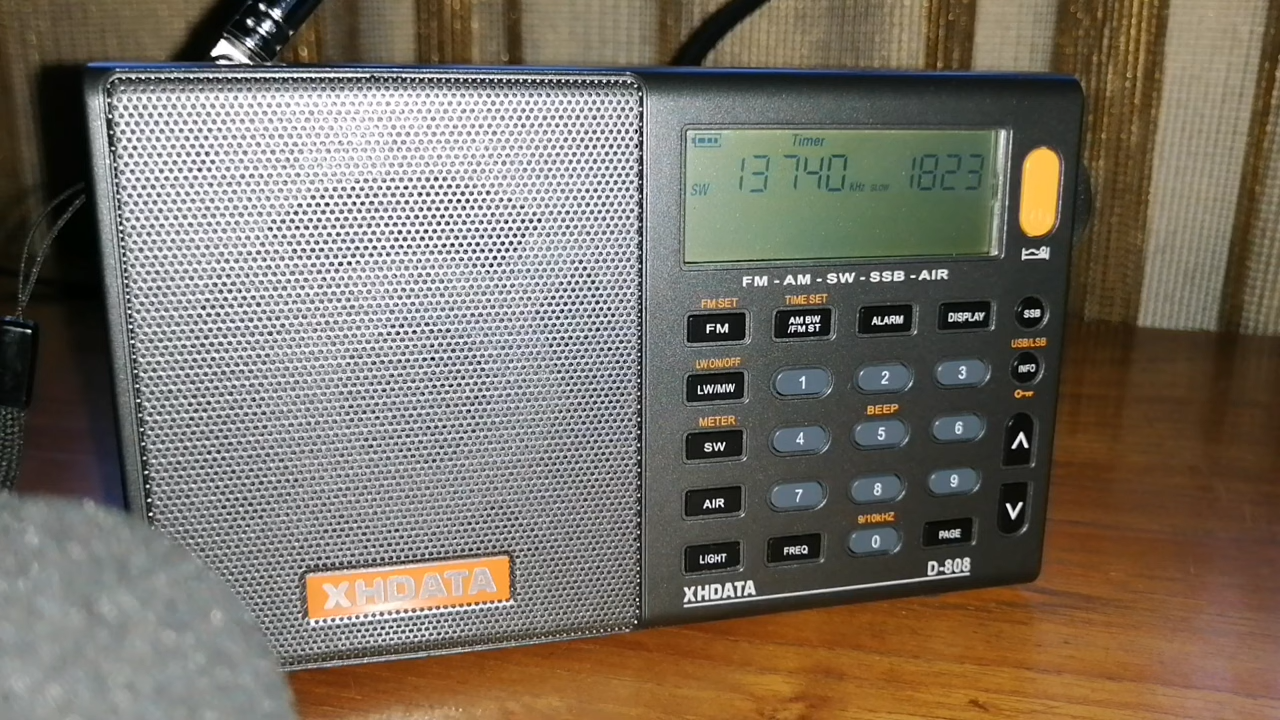 Timer
SW 13740 KHz SLOW 1823
FM - AM - SW - SSB - AIR
FM SET TIME SET
FM AM BW ALARM DISPLAY SSB
/FM ST
USB/LSB
LW ON/OFF
LW/MW 1 2 3 INFO
METER BEEP
SW 4 5 6
AIR 7 8 9
9/10kHZ
LIGHT FREQ 0 PAGE
XHDATA D-808
XHDATA